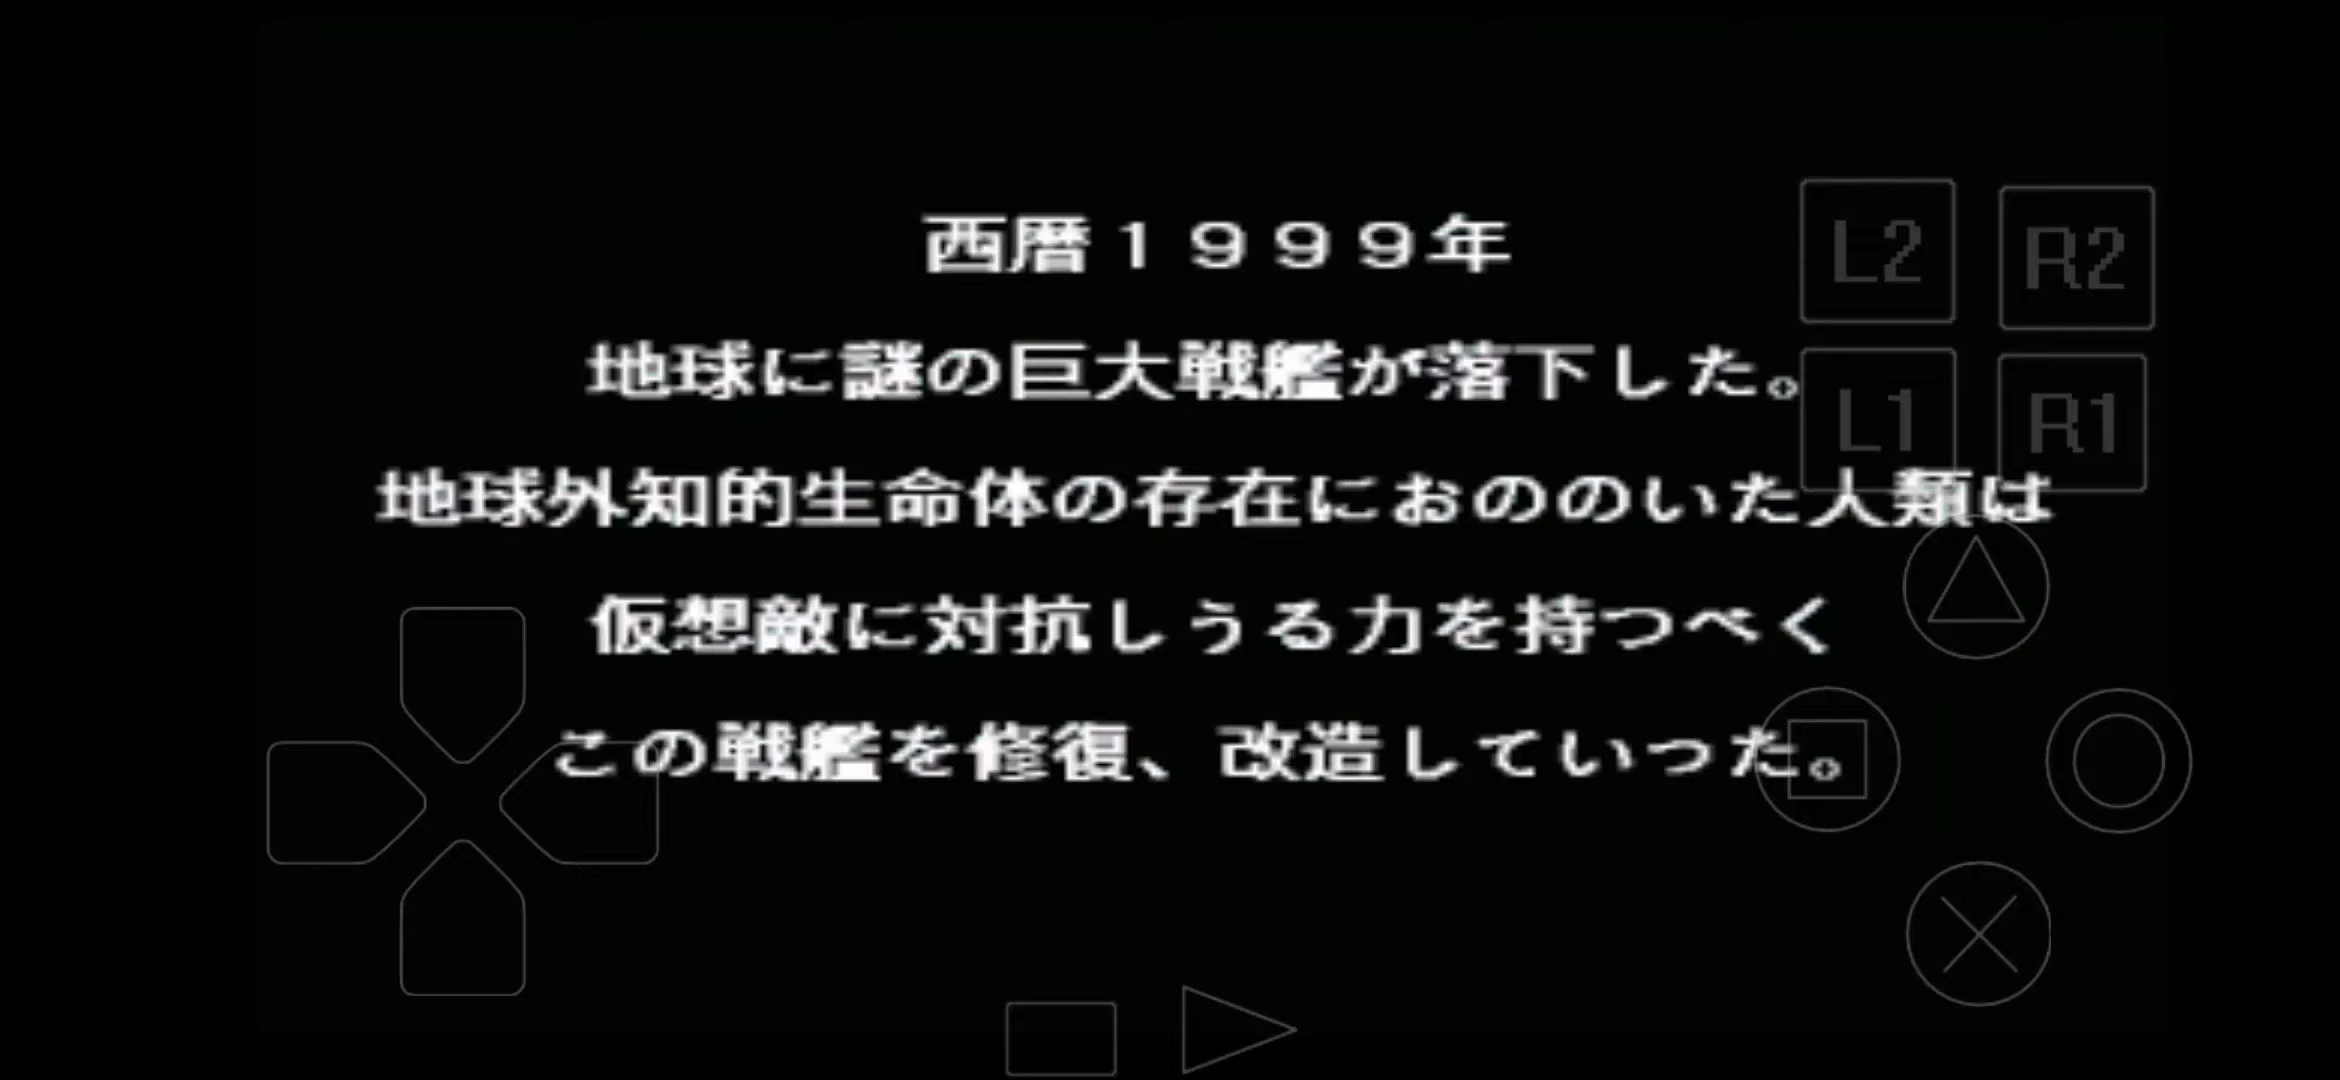 西暦１９９９年
地球に謎の巨大戦艦が落下した。
地球外知的生命体の存在におののいた人類は
仮想敵に対抗しうる力を持つべく
この戦艦を修復、改造していった。
L2 R2
L1 R1